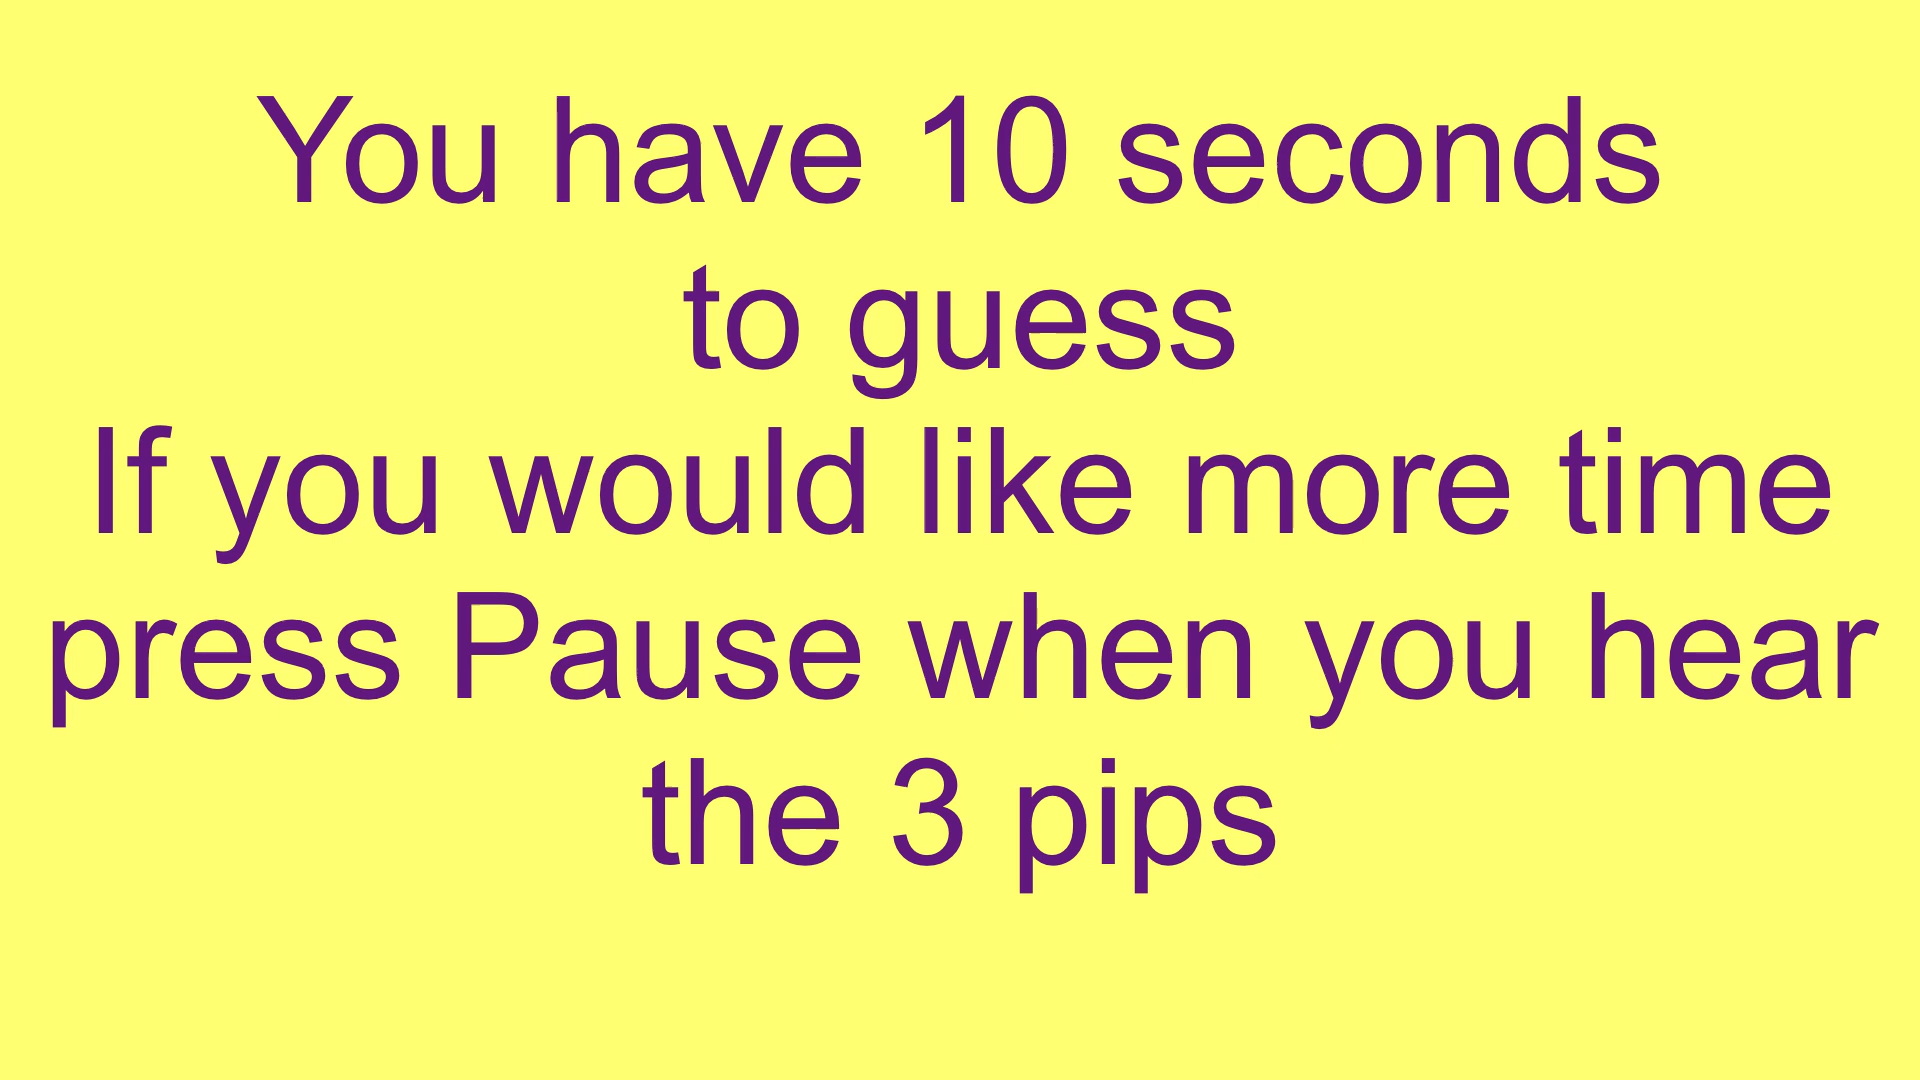 You have 10 seconds
to guess
If you would like more time
press Pause when you hear
the 3 pips